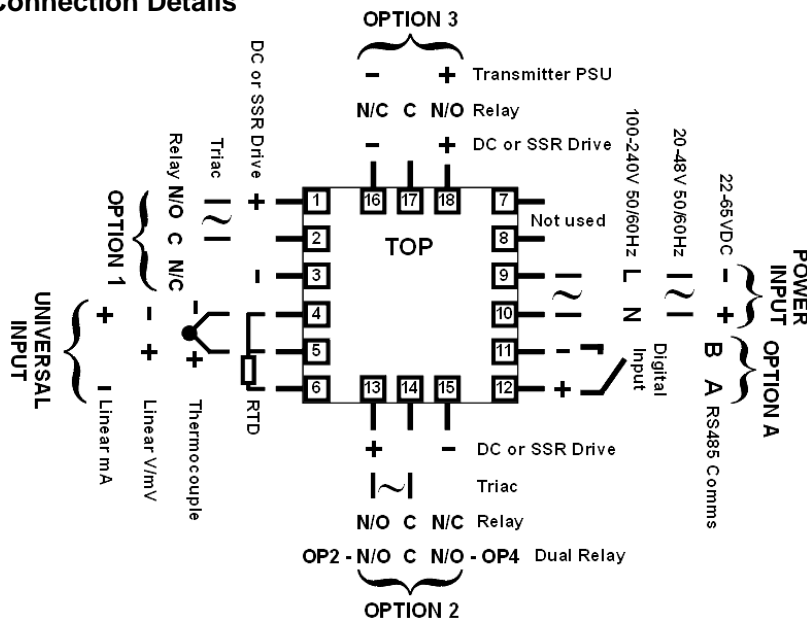 Connection Details
OPTION 3
- + Transmitter PSU
N/C C N/O Relay
- + DC or SSR Drive
16 17 18
TOP
1
2
3
4
5
6
7
8
9
10
11
12
13 14 15
DC or SSR Drive
+
-
Triac
~
Relay N/O C N/C
OPTION 1
UNIVERSAL
INPUT
+ - Linear mA
- + Linear V/mV
- + Thermocouple
RTD
Not used
~
100-240V 50/60Hz
L N
20-48V 50/60Hz
~
22-65VDC
- +
POWER
INPUT
- +
Digital
Input
B A RS485 Comms
OPTION A
+ - DC or SSR Drive
~ Triac
N/O C N/C Relay
OP2 - N/O C N/O - OP4 Dual Relay
OPTION 2